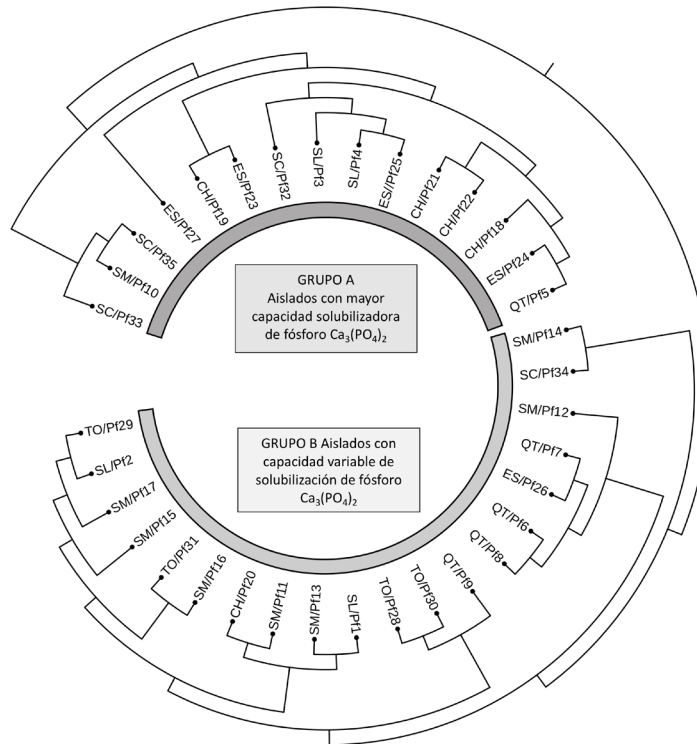 SC/Pf33
SM/Pf10
SC/Pf35
ES/Pf27
CH/Pf19
ES/Pf23
SC/Pf32
SL/Pf3
SL/Pf4
ES//Pf25
CH/Pf21
CH/Pf22
CH/Pf18
ES/Pf24
QT/Pf5
SM/Pf14
SC/Pf34
SM/Pf12
QT/Pf7
ES/Pf26
QT/Pf6
QT/Pf8
QT/Pf9
TO/Pf30
TO/Pf28
SL/Pf1
SM/Pf13
SM/Pf11
CH/Pf20
SM/Pf16
TO/Pf31
SM/Pf15
SM/Pf17
SL/Pf2
TO/Pf29
GRUPO A
Aislados con mayor
capacidad solubilizadora
de fósforo Ca₃(PO₄)₂
GRUPO B Aislados con
capacidad variable de
solubilización de fósforo
Ca₃(PO₄)₂